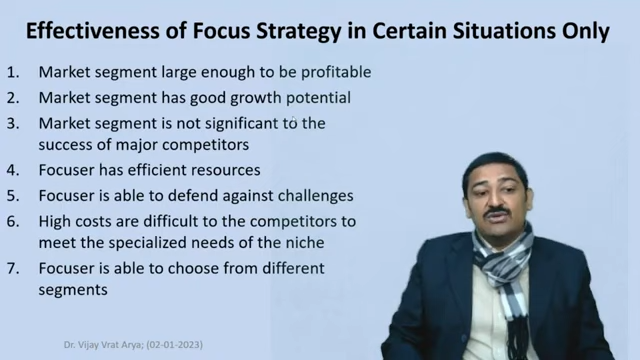 Effectiveness of Focus Strategy in Certain Situations Only
1. Market segment large enough to be profitable
2. Market segment has good growth potential
3. Market segment is not significant to the
success of major competitors
4. Focuser has efficient resources
5. Focuser is able to defend against challenges
6. High costs are difficult to the competitors to
meet the specialized needs of the niche
7. Focuser is able to choose from different
segments
Dr. Vijay Vrat Arya; (02-01-2023)